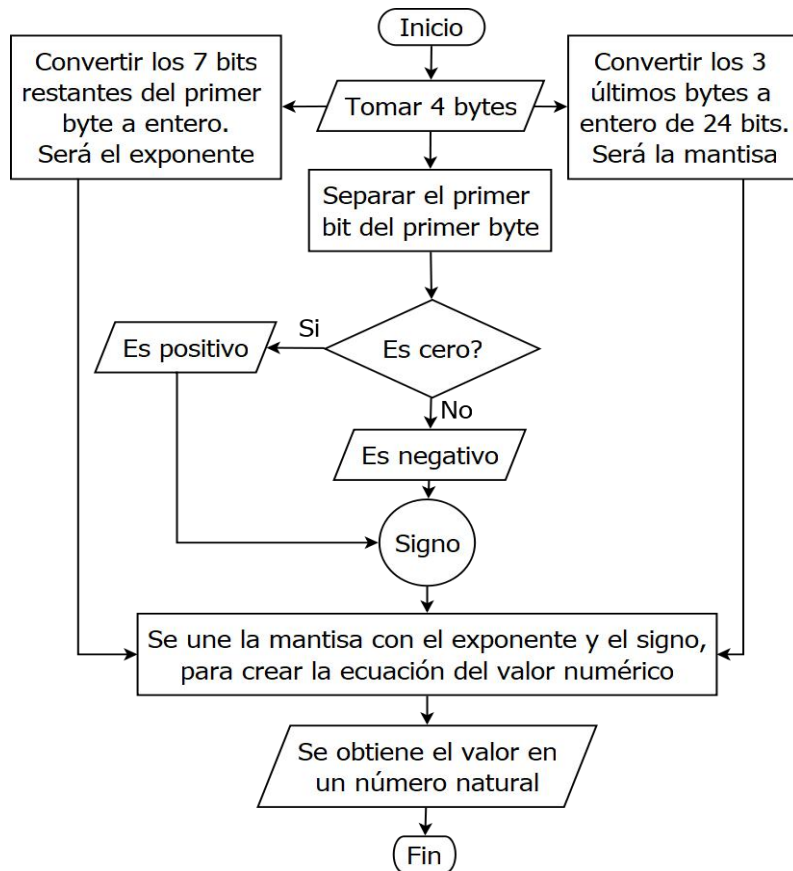 Inicio
Convertir los 7 bits
restantes del primer
byte a entero.
Será el exponente
Tomar 4 bytes
Convertir los 3
últimos bytes a
entero de 24 bits.
Será la mantisa
Separar el primer
bit del primer byte
Es cero?
Si
Es positivo
No
Es negativo
Signo
Se une la mantisa con el exponente y el signo,
para crear la ecuación del valor numérico
Se obtiene el valor en
un número natural
Fin